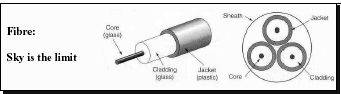 Fibre:
Sky is the limit
Core
(glass)
Cladding
(glass)
Jacket
(plastic)
Sheath
Jacket
Core
Cladding